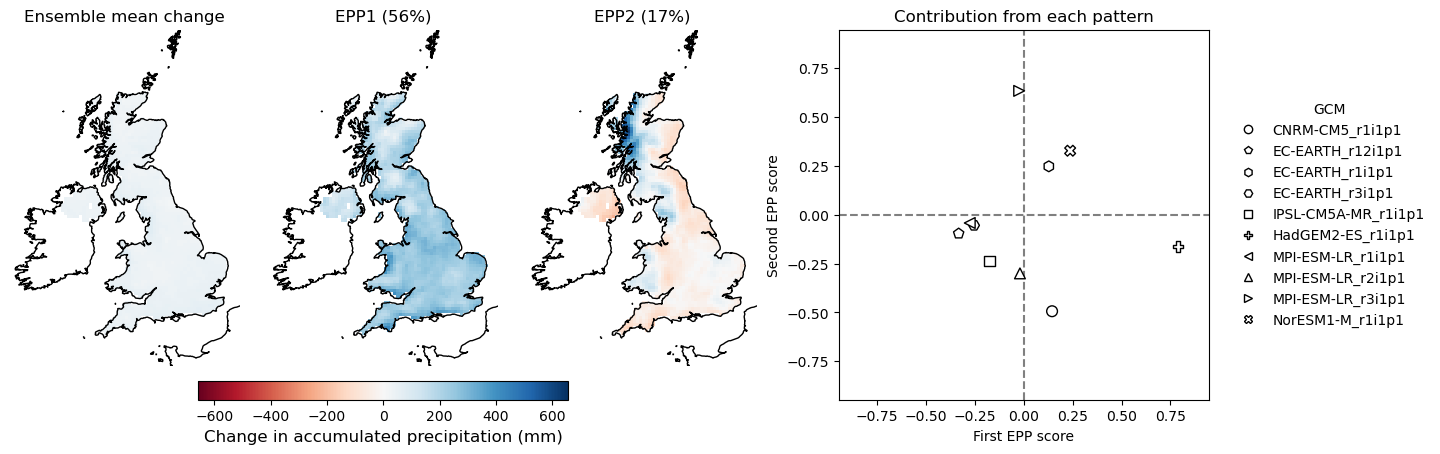 Ensemble mean change
EPP1 (56%)
EPP2 (17%)
−600 −400 −200 0 200 400 600
Change in accumulated precipitation (mm)
Contribution from each pattern
Second EPP score
0.75
0.50
0.25
0.00
−0.25
−0.50
−0.75
−0.75 −0.50 −0.25 0.00 0.25 0.50 0.75
First EPP score
GCM
CNRM-CM5_r1i1p1
EC-EARTH_r12i1p1
EC-EARTH_r1i1p1
EC-EARTH_r3i1p1
IPSL-CM5A-MR_r1i1p1
HadGEM2-ES_r1i1p1
MPI-ESM-LR_r1i1p1
MPI-ESM-LR_r2i1p1
MPI-ESM-LR_r3i1p1
NorESM1-M_r1i1p1